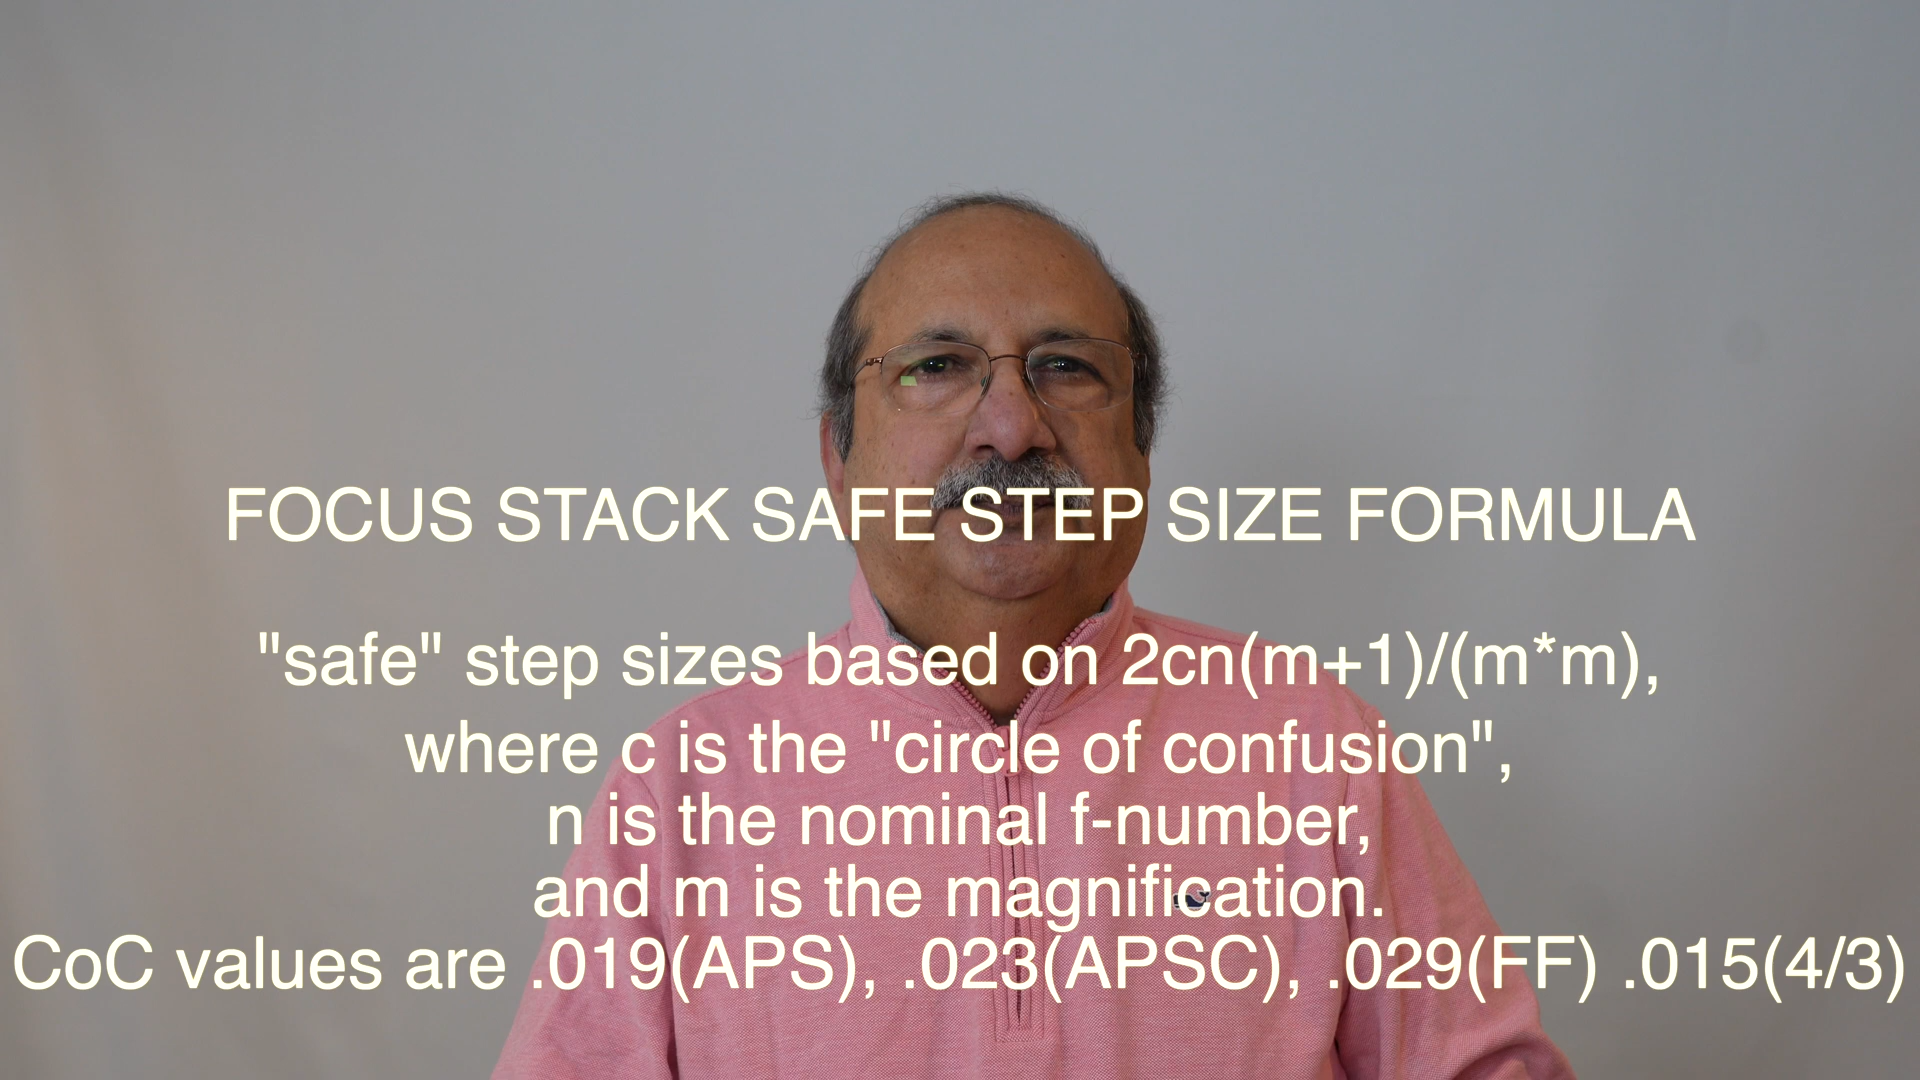 FOCUS STACK SAFE STEP SIZE FORMULA
"safe" step sizes based on 2cn(m+1)/(m*m),
where c is the "circle of confusion",
n is the nominal f-number,
and m is the magnification.
CoC values are .019(APS), .023(APSC), .029(FF) .015(4/3)